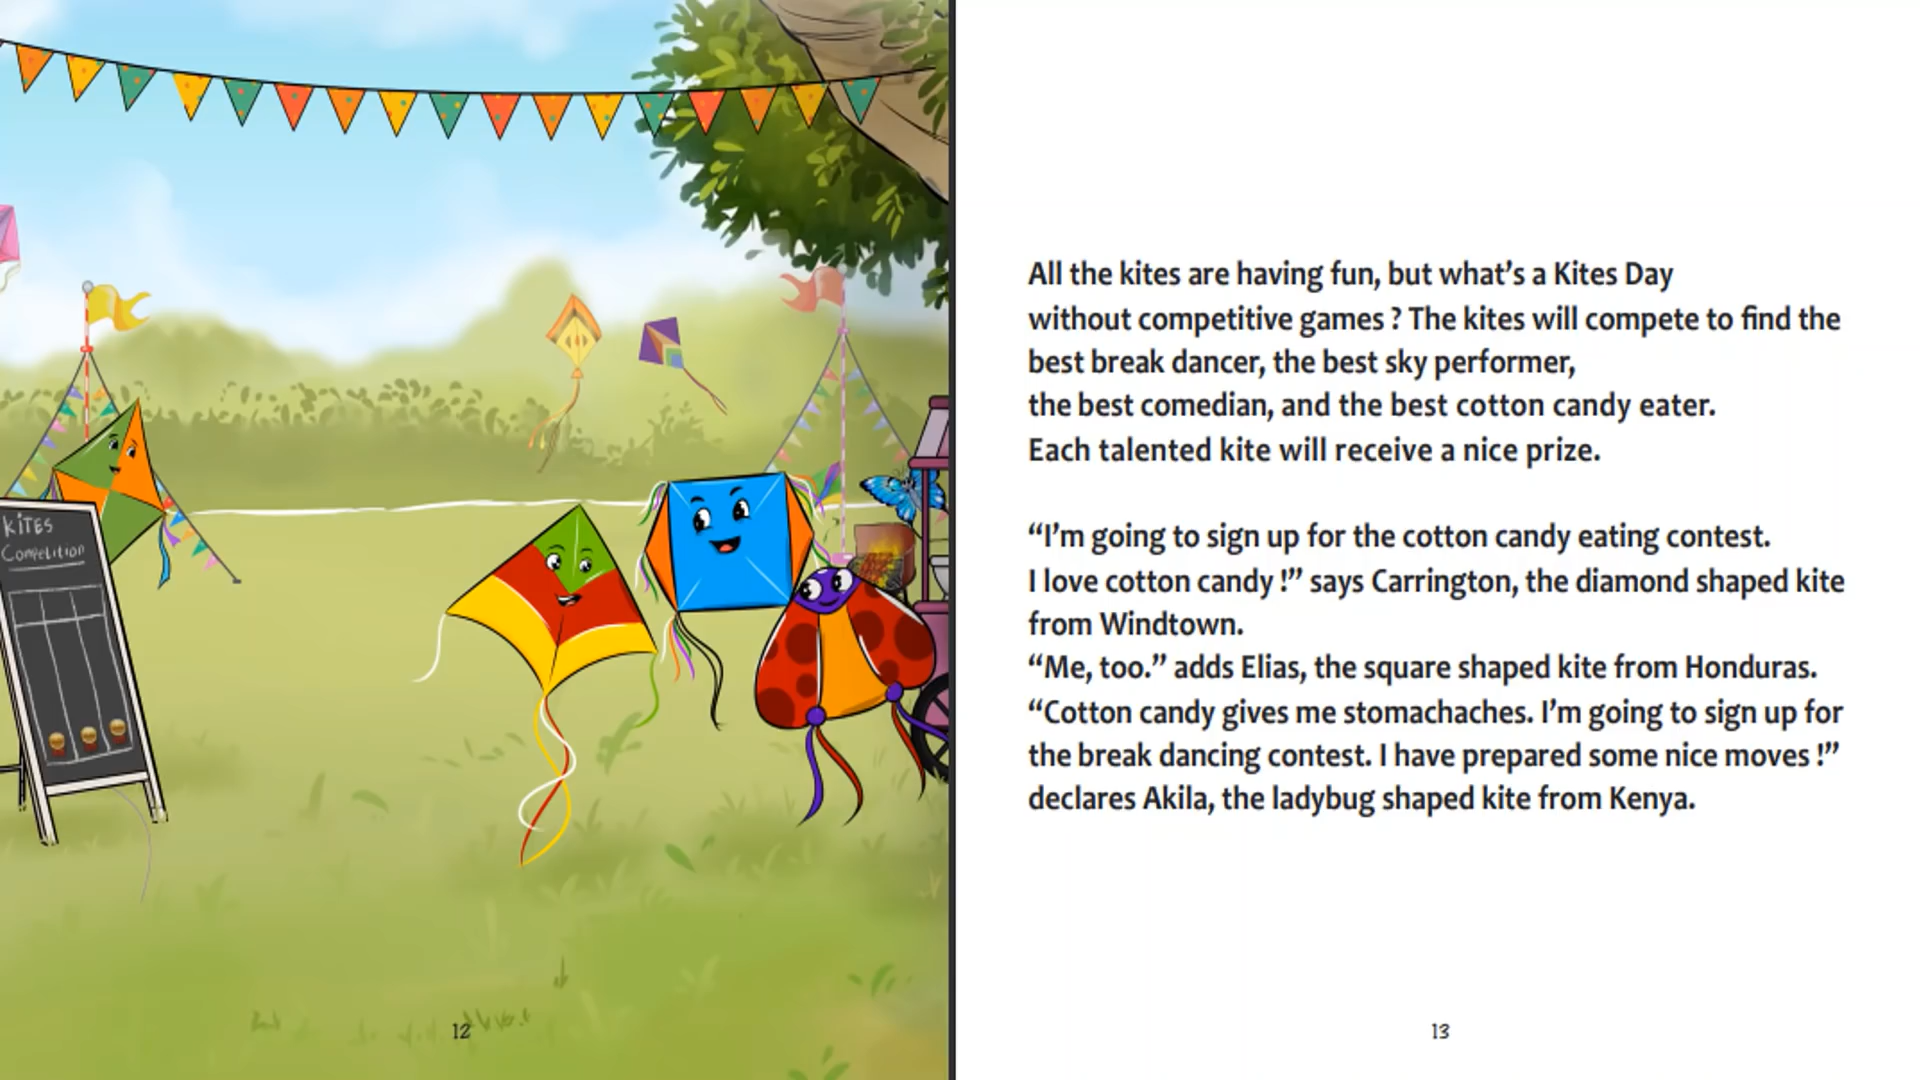 KITES
Competition
12
All the kites are having fun, but what's a Kites Day
without competitive games ? The kites will compete to find the
best break dancer, the best sky performer,
the best comedian, and the best cotton candy eater.
Each talented kite will receive a nice prize.
“I'm going to sign up for the cotton candy eating contest.
I love cotton candy !” says Carrington, the diamond shaped kite
from Windtown.
“Me, too.” adds Elias, the square shaped kite from Honduras.
“Cotton candy gives me stomachaches. I'm going to sign up for
the break dancing contest. I have prepared some nice moves !”
declares Akila, the ladybug shaped kite from Kenya.
13